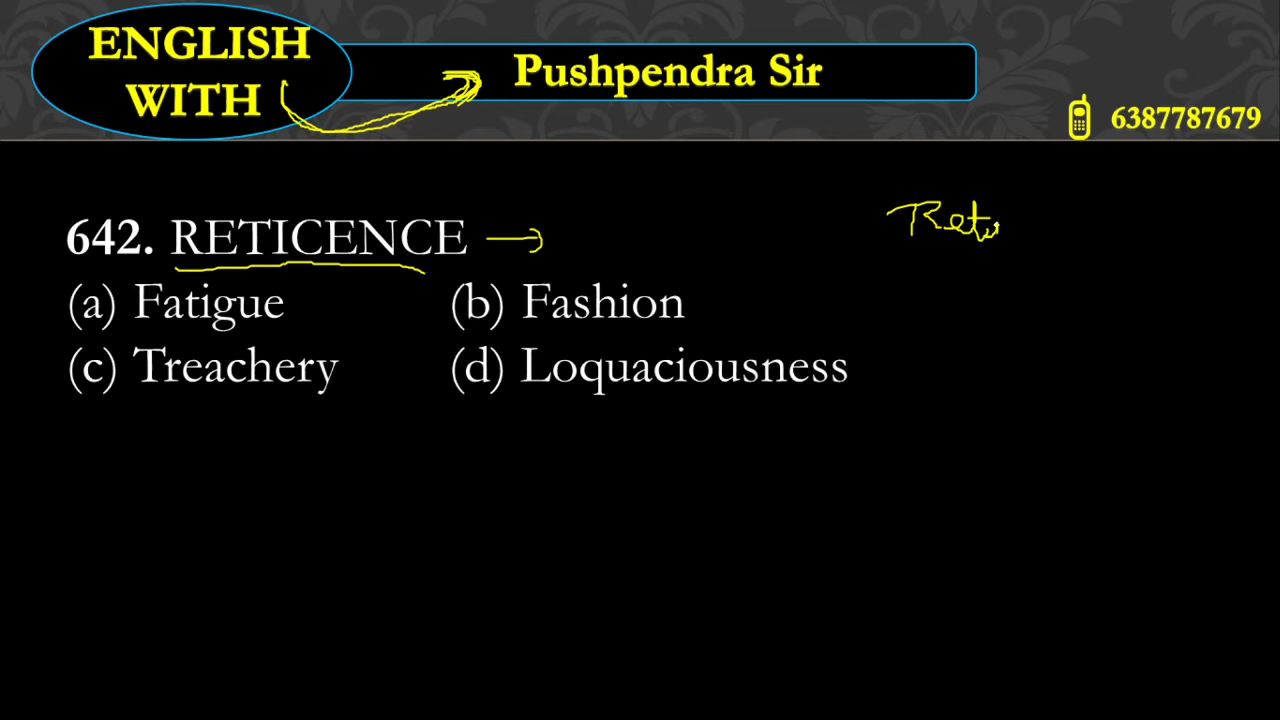 ENGLISH
WITH
Pushpendra Sir
6387787679
642. RETICENCE
(a) Fatigue (b) Fashion
(c) Treachery (d) Loquaciousness